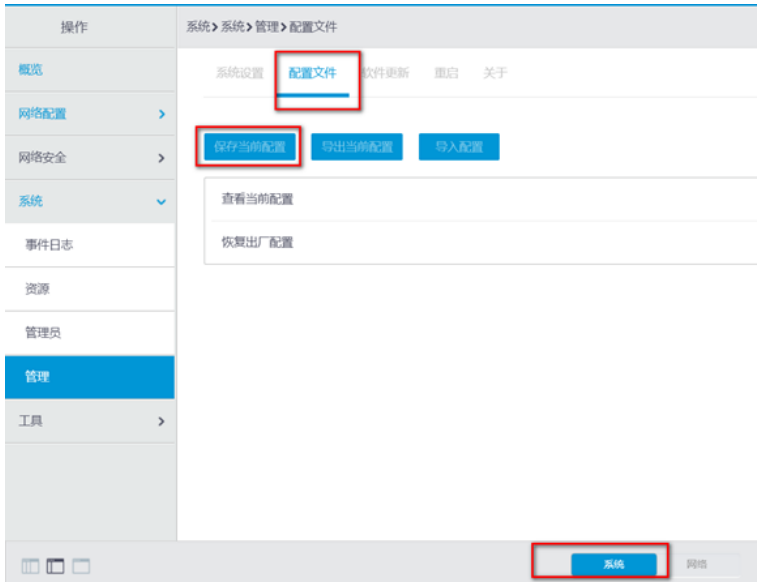 操作
系统>系统>管理>配置文件
概览
系统设置 配置文件 软件更新 重启 关于
网络配置
网络安全
保存当前配置 导出当前配置 导入配置
系统
查看当前配置
事件日志
恢复出厂配置
资源
管理员
管理
工具
系统 网络